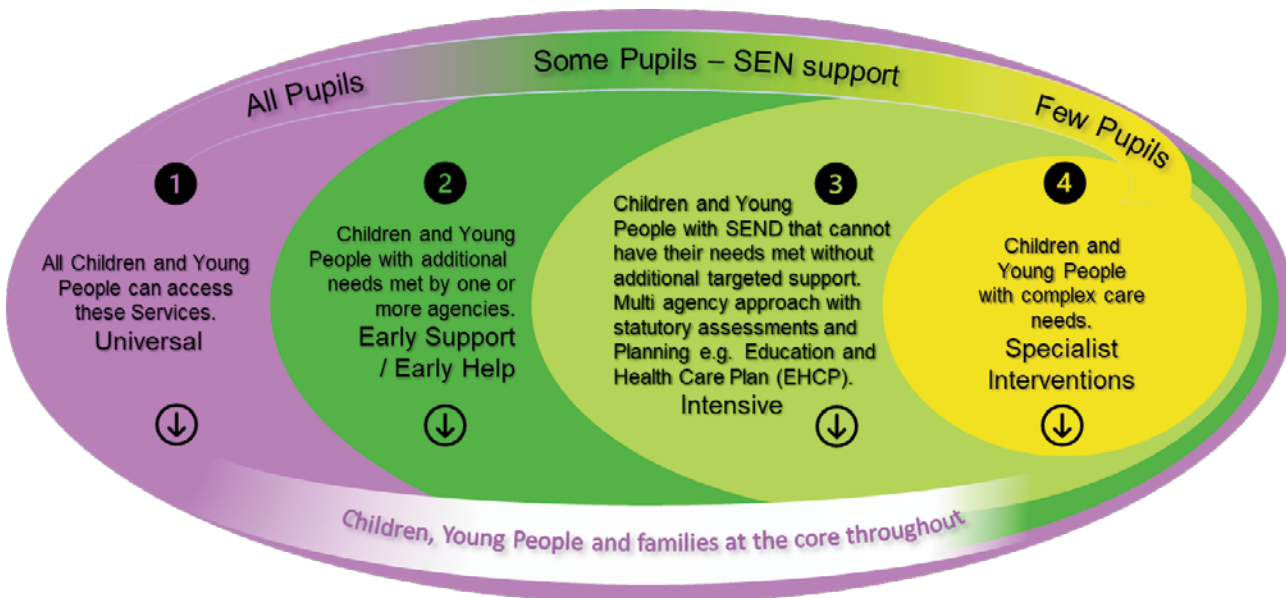 All Pupils
Some Pupils – SEN support
Few Pupils
1
All Children and Young
People can access
these Services.
Universal
2
Children and Young
People with additional
needs met by one or
more agencies.
Early Support
/ Early Help
3
Children and Young
People with SEND that cannot
have their needs met without
additional targeted support.
Multi agency approach with
statutory assessments and
Planning e.g. Education and
Health Care Plan (EHCP).
Intensive
4
Children and
Young People
with complex care
needs.
Specialist
Interventions
Children, Young People and families at the core throughout